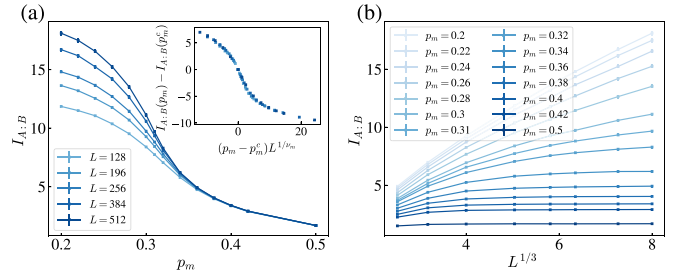 (a)
I_{A:B}
15
10
5
0.2
0.3
0.4
0.5
p_m
L = 128
L = 196
L = 256
L = 384
L = 512
I_{A:B}(p_m) − I_{A:B}(p_m^c)
5
0
−5
−10
0
20
(p_m − p_m^c)L^{1/ν_m}
(b)
I_{A:B}
15
10
5
4
6
8
L^{1/3}
p_m = 0.2
p_m = 0.22
p_m = 0.24
p_m = 0.26
p_m = 0.28
p_m = 0.3
p_m = 0.31
p_m = 0.32
p_m = 0.34
p_m = 0.36
p_m = 0.38
p_m = 0.4
p_m = 0.42
p_m = 0.5